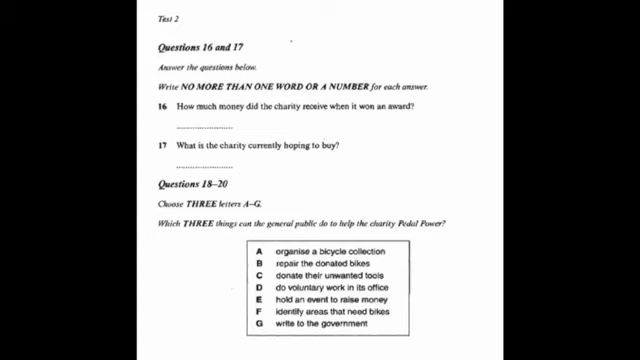 Test 2
Questions 16 and 17
Answer the questions below.
Write NO MORE THAN ONE WORD OR A NUMBER for each answer.
16 How much money did the charity receive when it won an award?
........................
17 What is the charity currently hoping to buy?
........................
Questions 18–20
Choose THREE letters A–G.
Which THREE things can the general public do to help the charity Pedal Power?
A organise a bicycle collection
B repair the donated bikes
C donate their unwanted tools
D do voluntary work in its office
E hold an event to raise money
F identify areas that need bikes
G write to the government